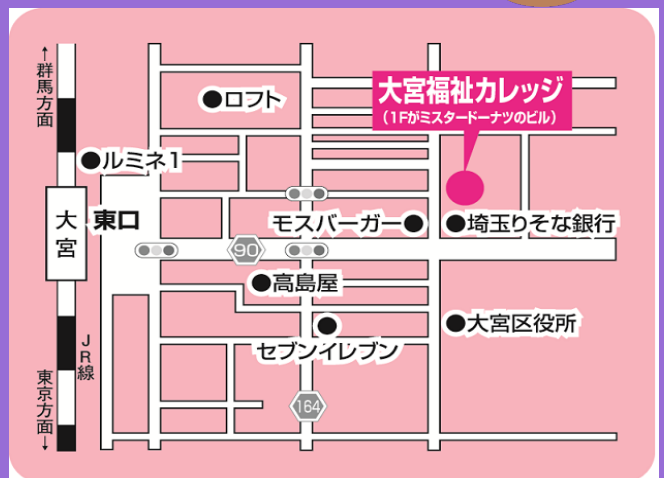 ↑群馬方面
●ロフト
大宮福祉カレッジ
(1Fがミスタードーナツのビル)
●ルミネ1
大宮
東口
モスバーガー●
●埼玉りそな銀行
90
●高島屋
●大宮区役所
セブンイレブン
JR線
164
東京方面↓